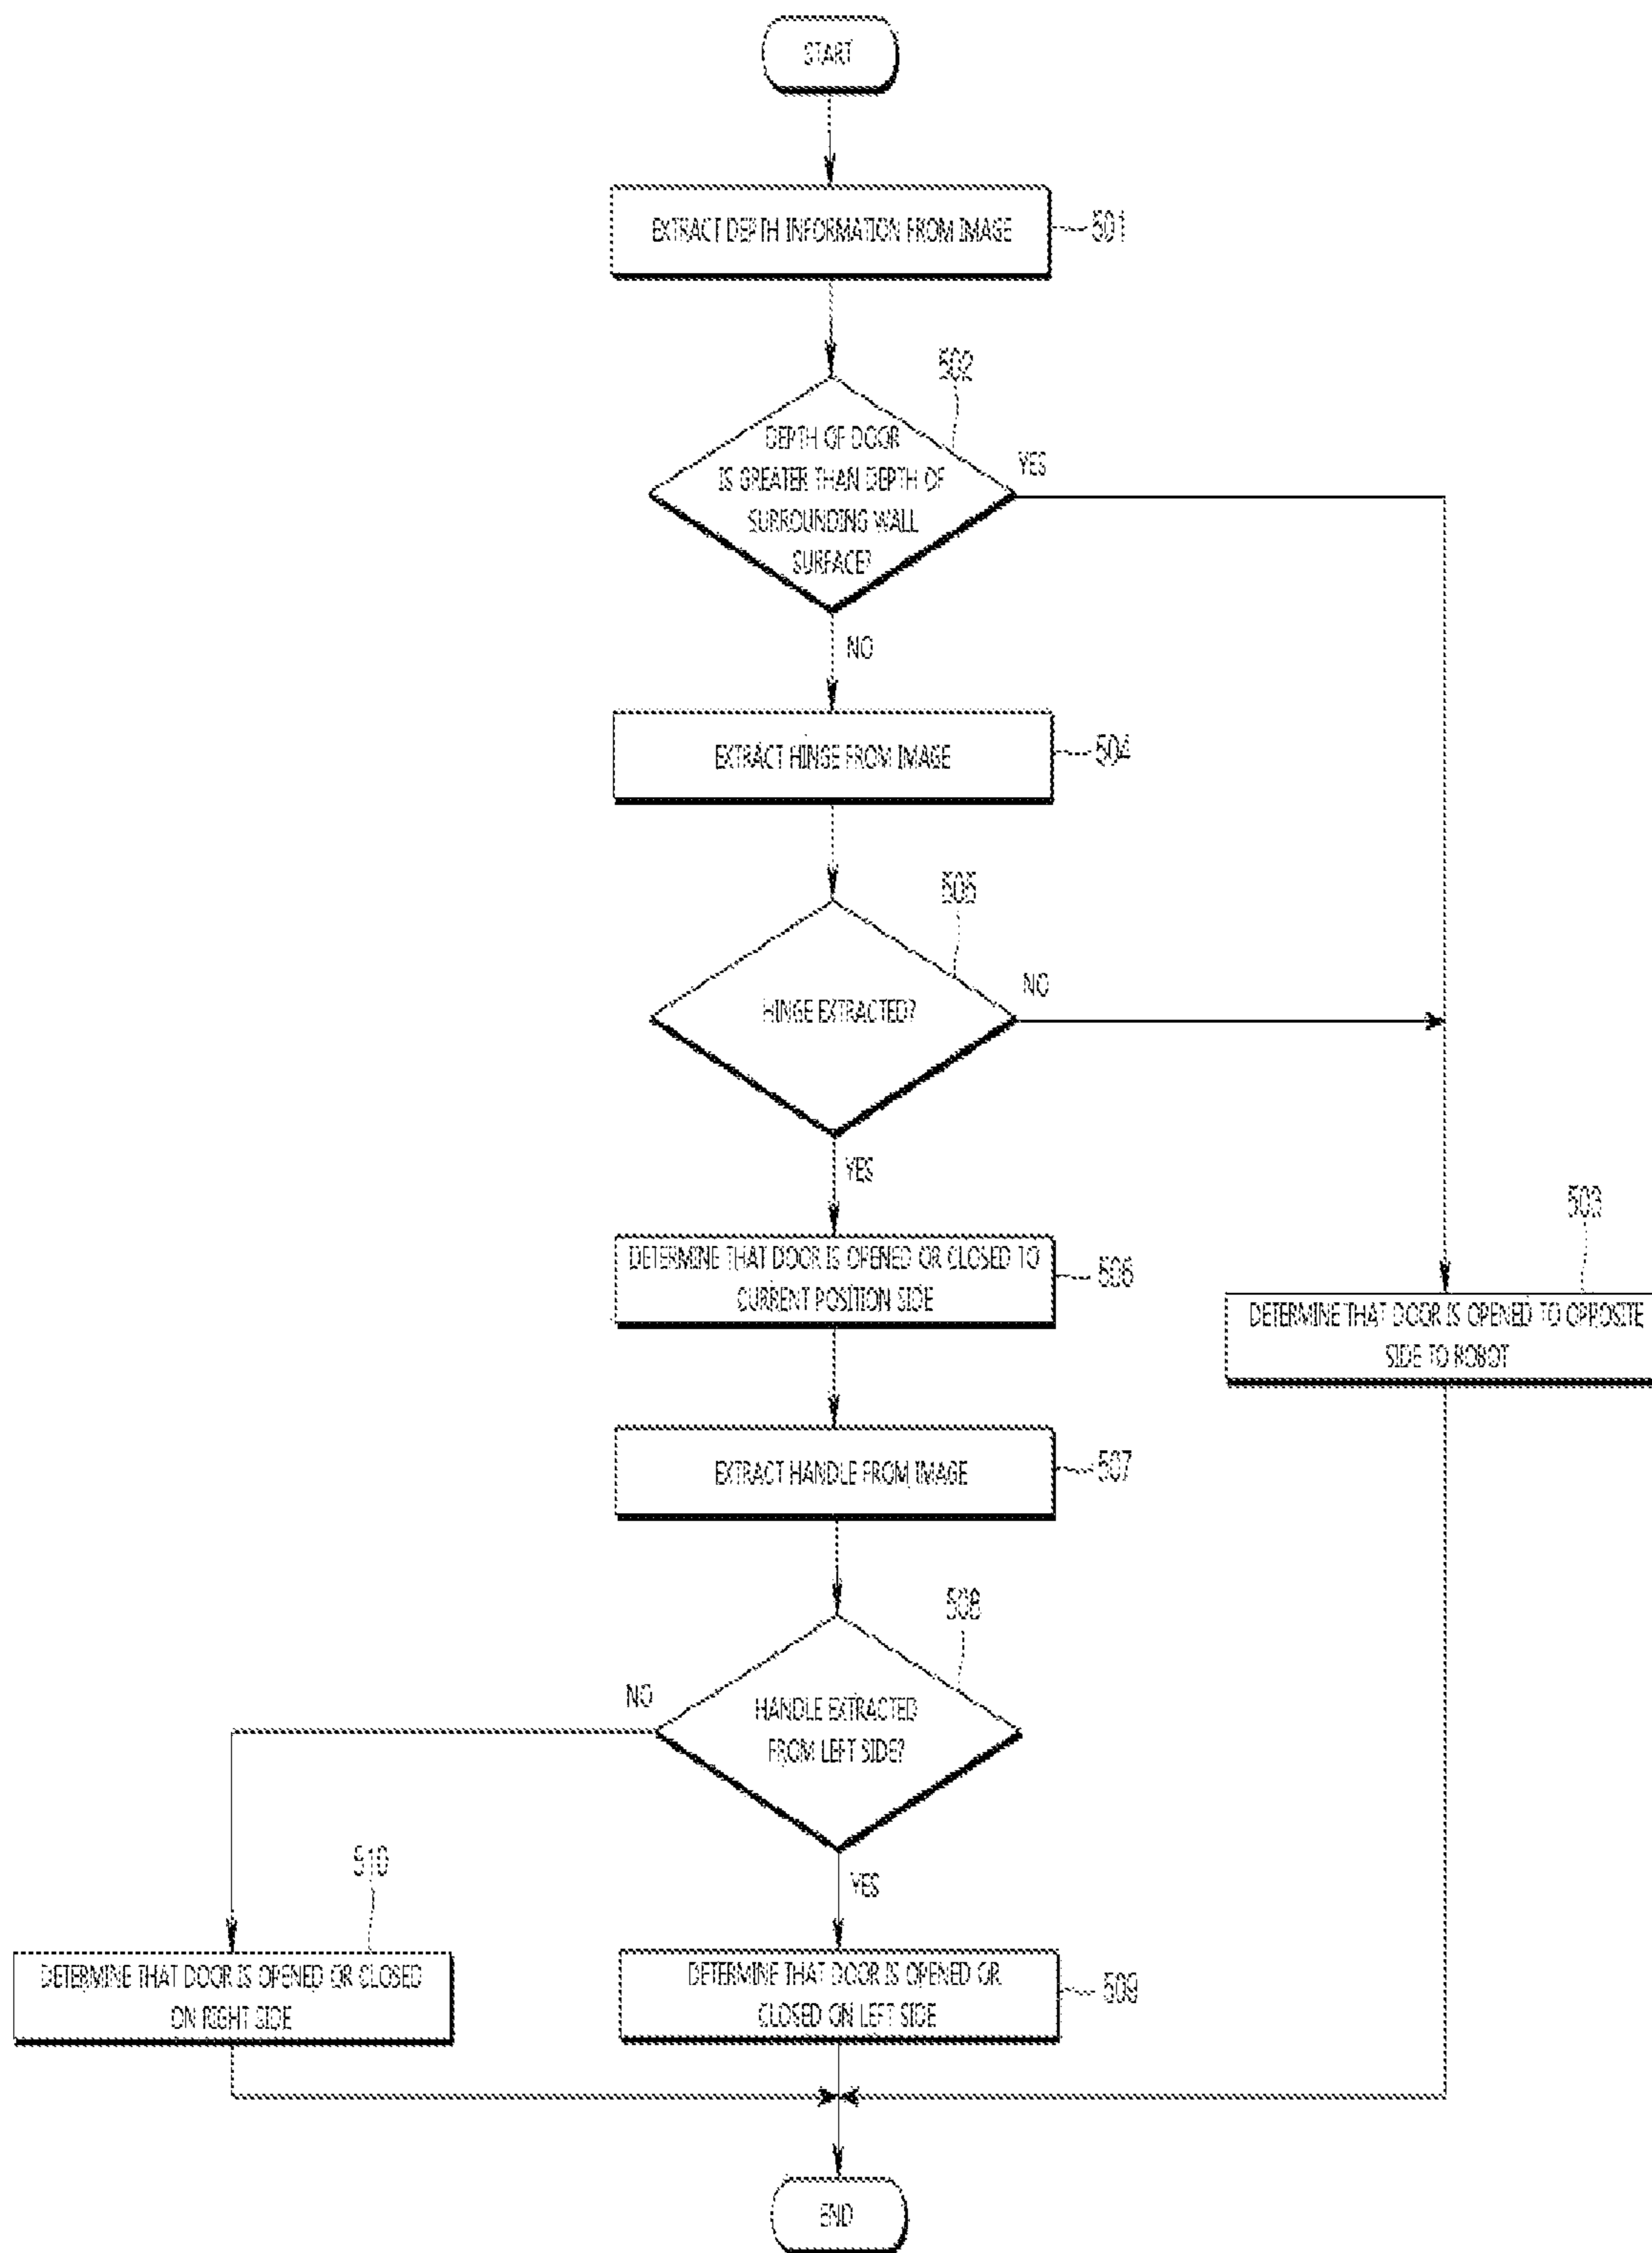 START
EXTRACT DEPTH INFORMATION FROM IMAGE
501
502
DEPTH OF DOOR
IS GREATER THAN DEPTH OF
SURROUNDING WALL
SURFACE?
YES
NO
EXTRACT HINGE FROM IMAGE
504
505
HINGE EXTRACTED?
NO
YES
503
DETERMINE THAT DOOR IS OPENED OR CLOSED TO
CURRENT POSITION SIDE
506
DETERMINE THAT DOOR IS OPENED TO OPPOSITE
SIDE TO ROBOT
EXTRACT HANDLE FROM IMAGE
507
508
NO
HANDLE EXTRACTED
FROM LEFT SIDE?
510
YES
DETERMINE THAT DOOR IS OPENED OR CLOSED
ON RIGHT SIDE
DETERMINE THAT DOOR IS OPENED OR
CLOSED ON LEFT SIDE
509
END